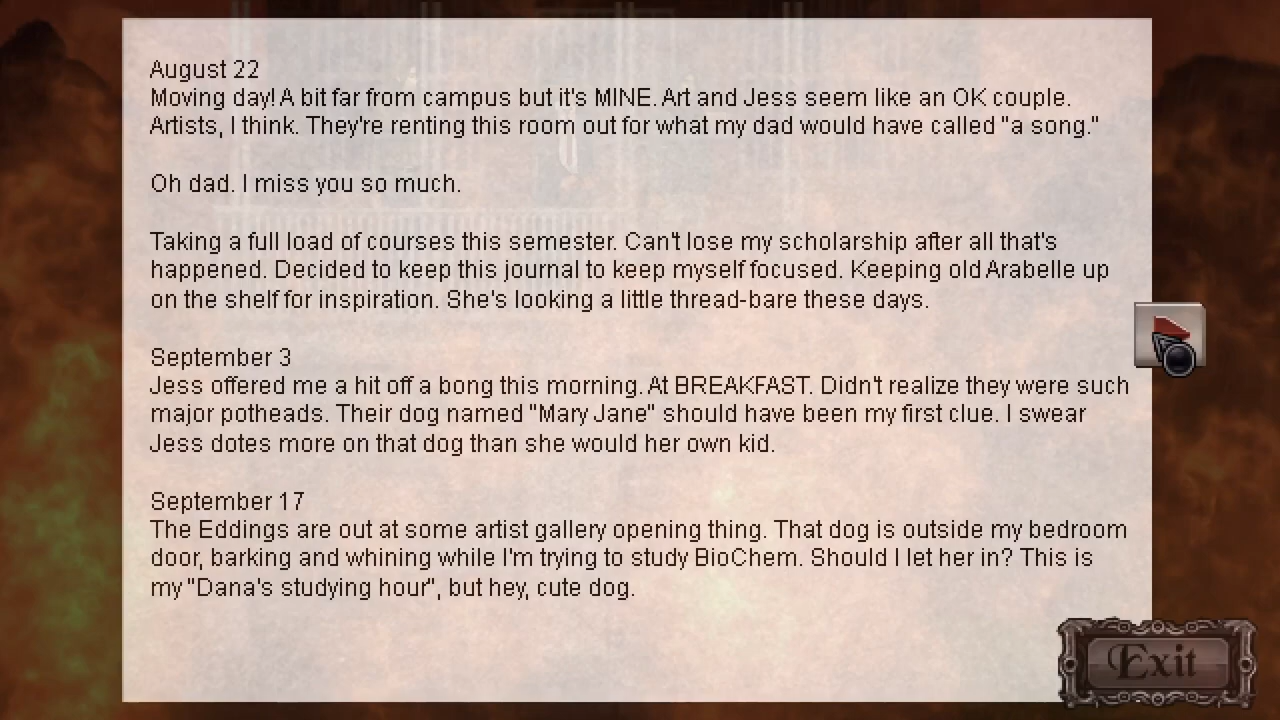 August 22
Moving day! A bit far from campus but it's MINE. Art and Jess seem like an OK couple.
Artists, I think. They're renting this room out for what my dad would have called "a song."
Oh dad. I miss you so much.
Taking a full load of courses this semester. Can't lose my scholarship after all that's
happened. Decided to keep this journal to keep myself focused. Keeping old Arabelle up
on the shelf for inspiration. She's looking a little thread-bare these days.
September 3
Jess offered me a hit off a bong this morning. At BREAKFAST. Didn't realize they were such
major potheads. Their dog named "Mary Jane" should have been my first clue. I swear
Jess dotes more on that dog than she would her own kid.
September 17
The Eddings are out at some artist gallery opening thing. That dog is outside my bedroom
door, barking and whining while I'm trying to study BioChem. Should I let her in? This is
my "Dana's studying hour", but hey, cute dog.
Exit